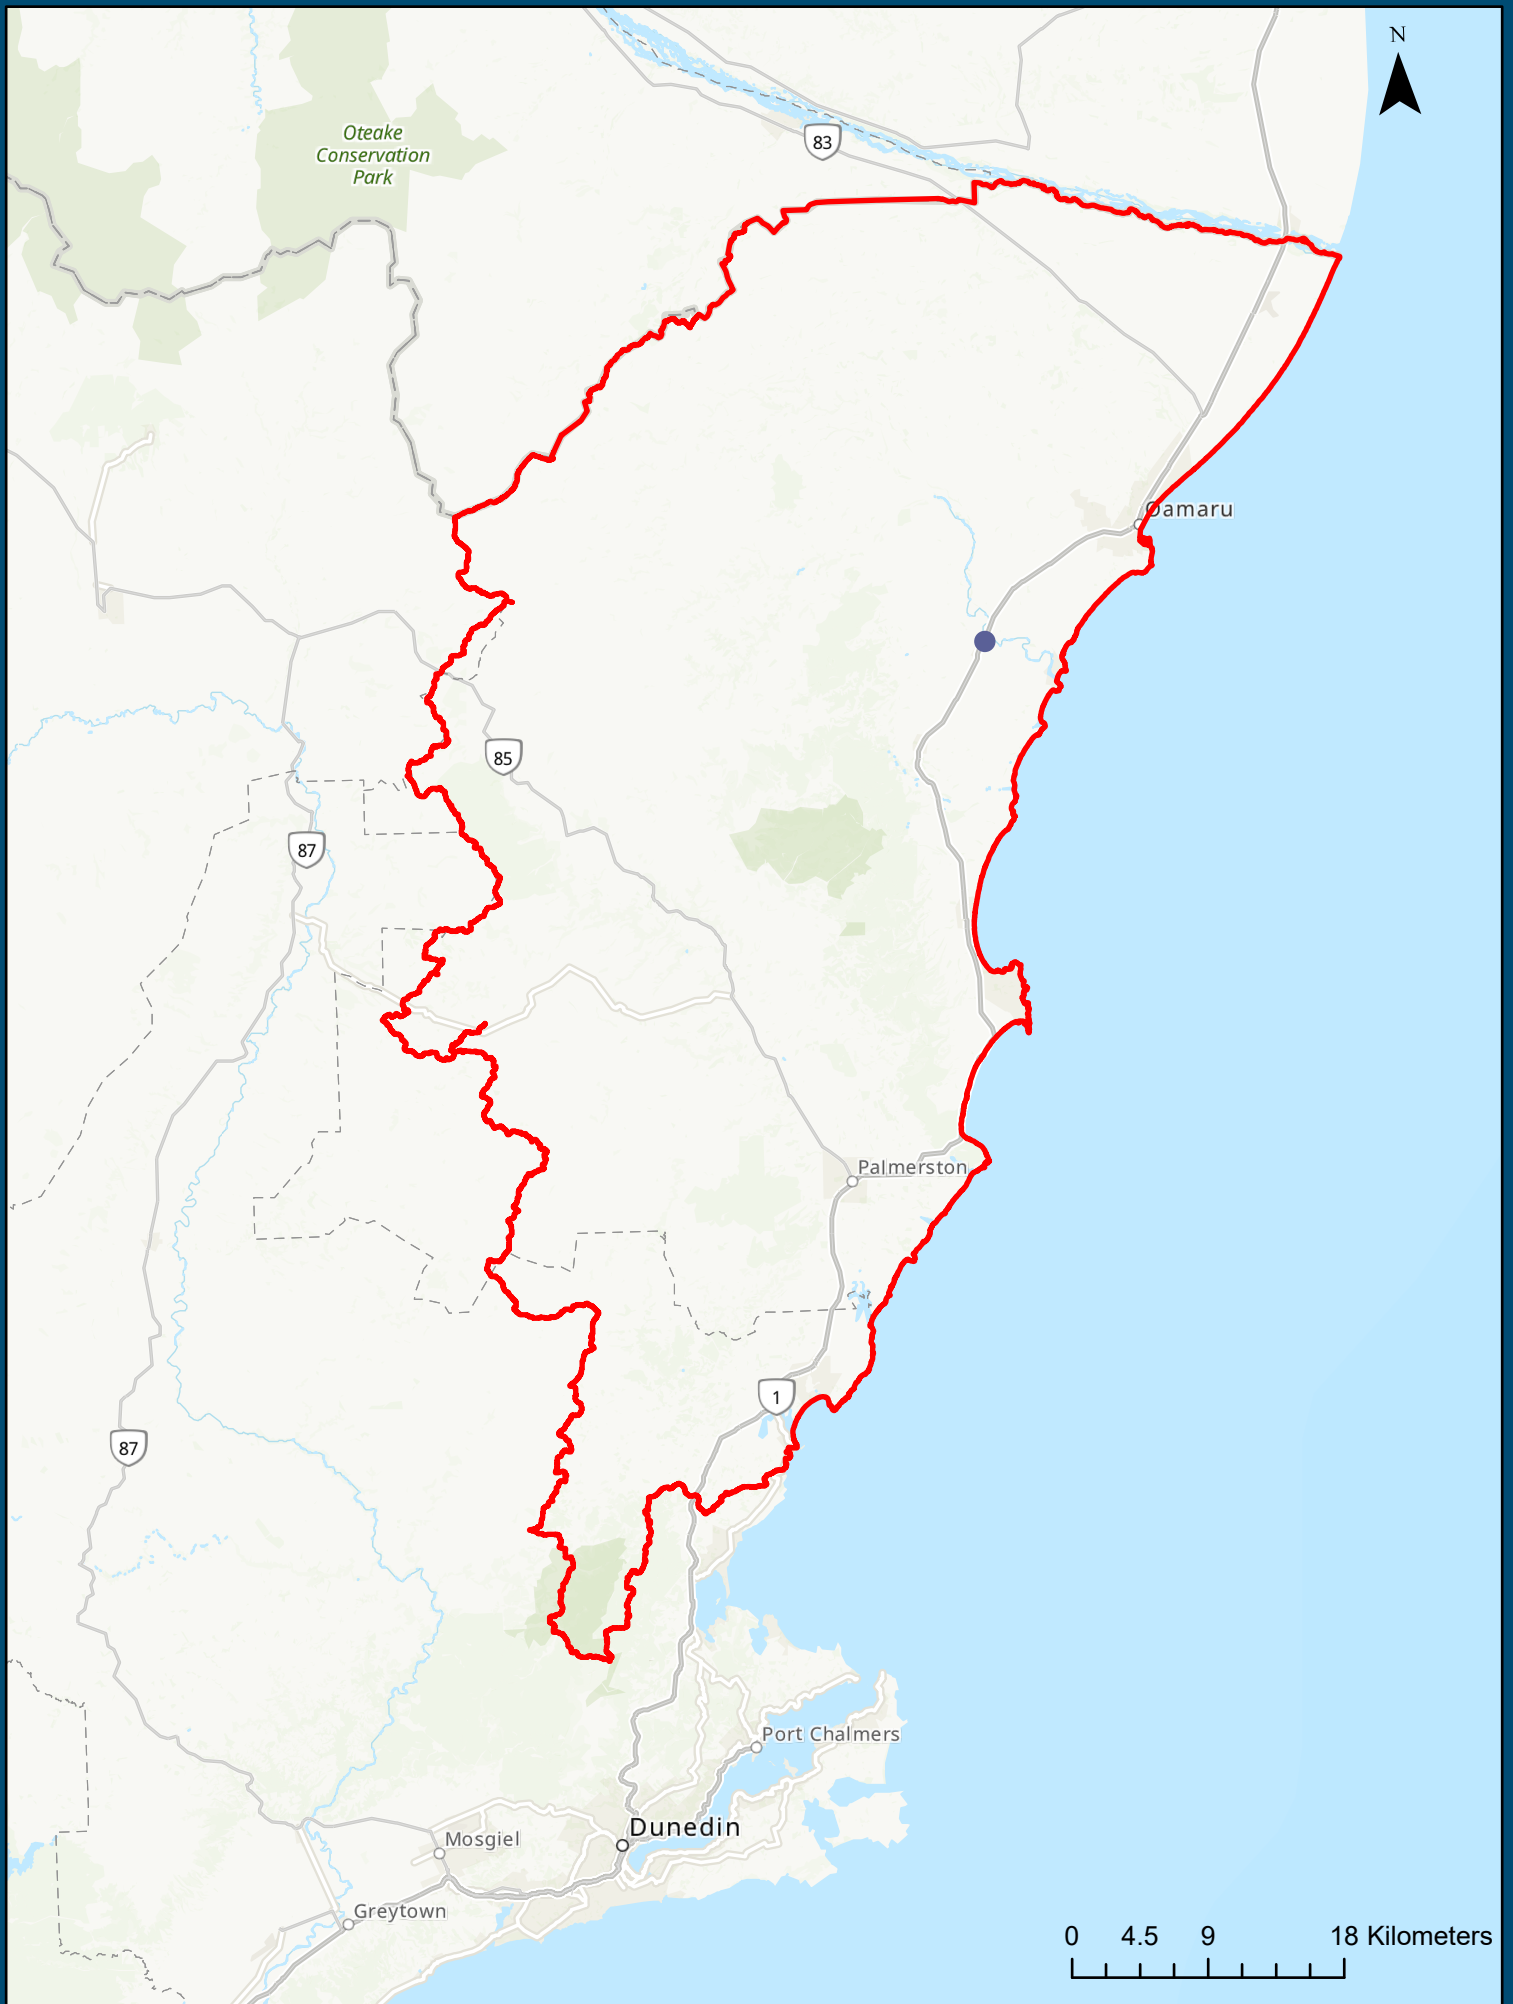 N
Oteake
Conservation
Park
83
Oamaru
85
87
Palmerston
1
87
Port Chalmers
Dunedin
Mosgiel
Greytown
0 4.5 9 18 Kilometers